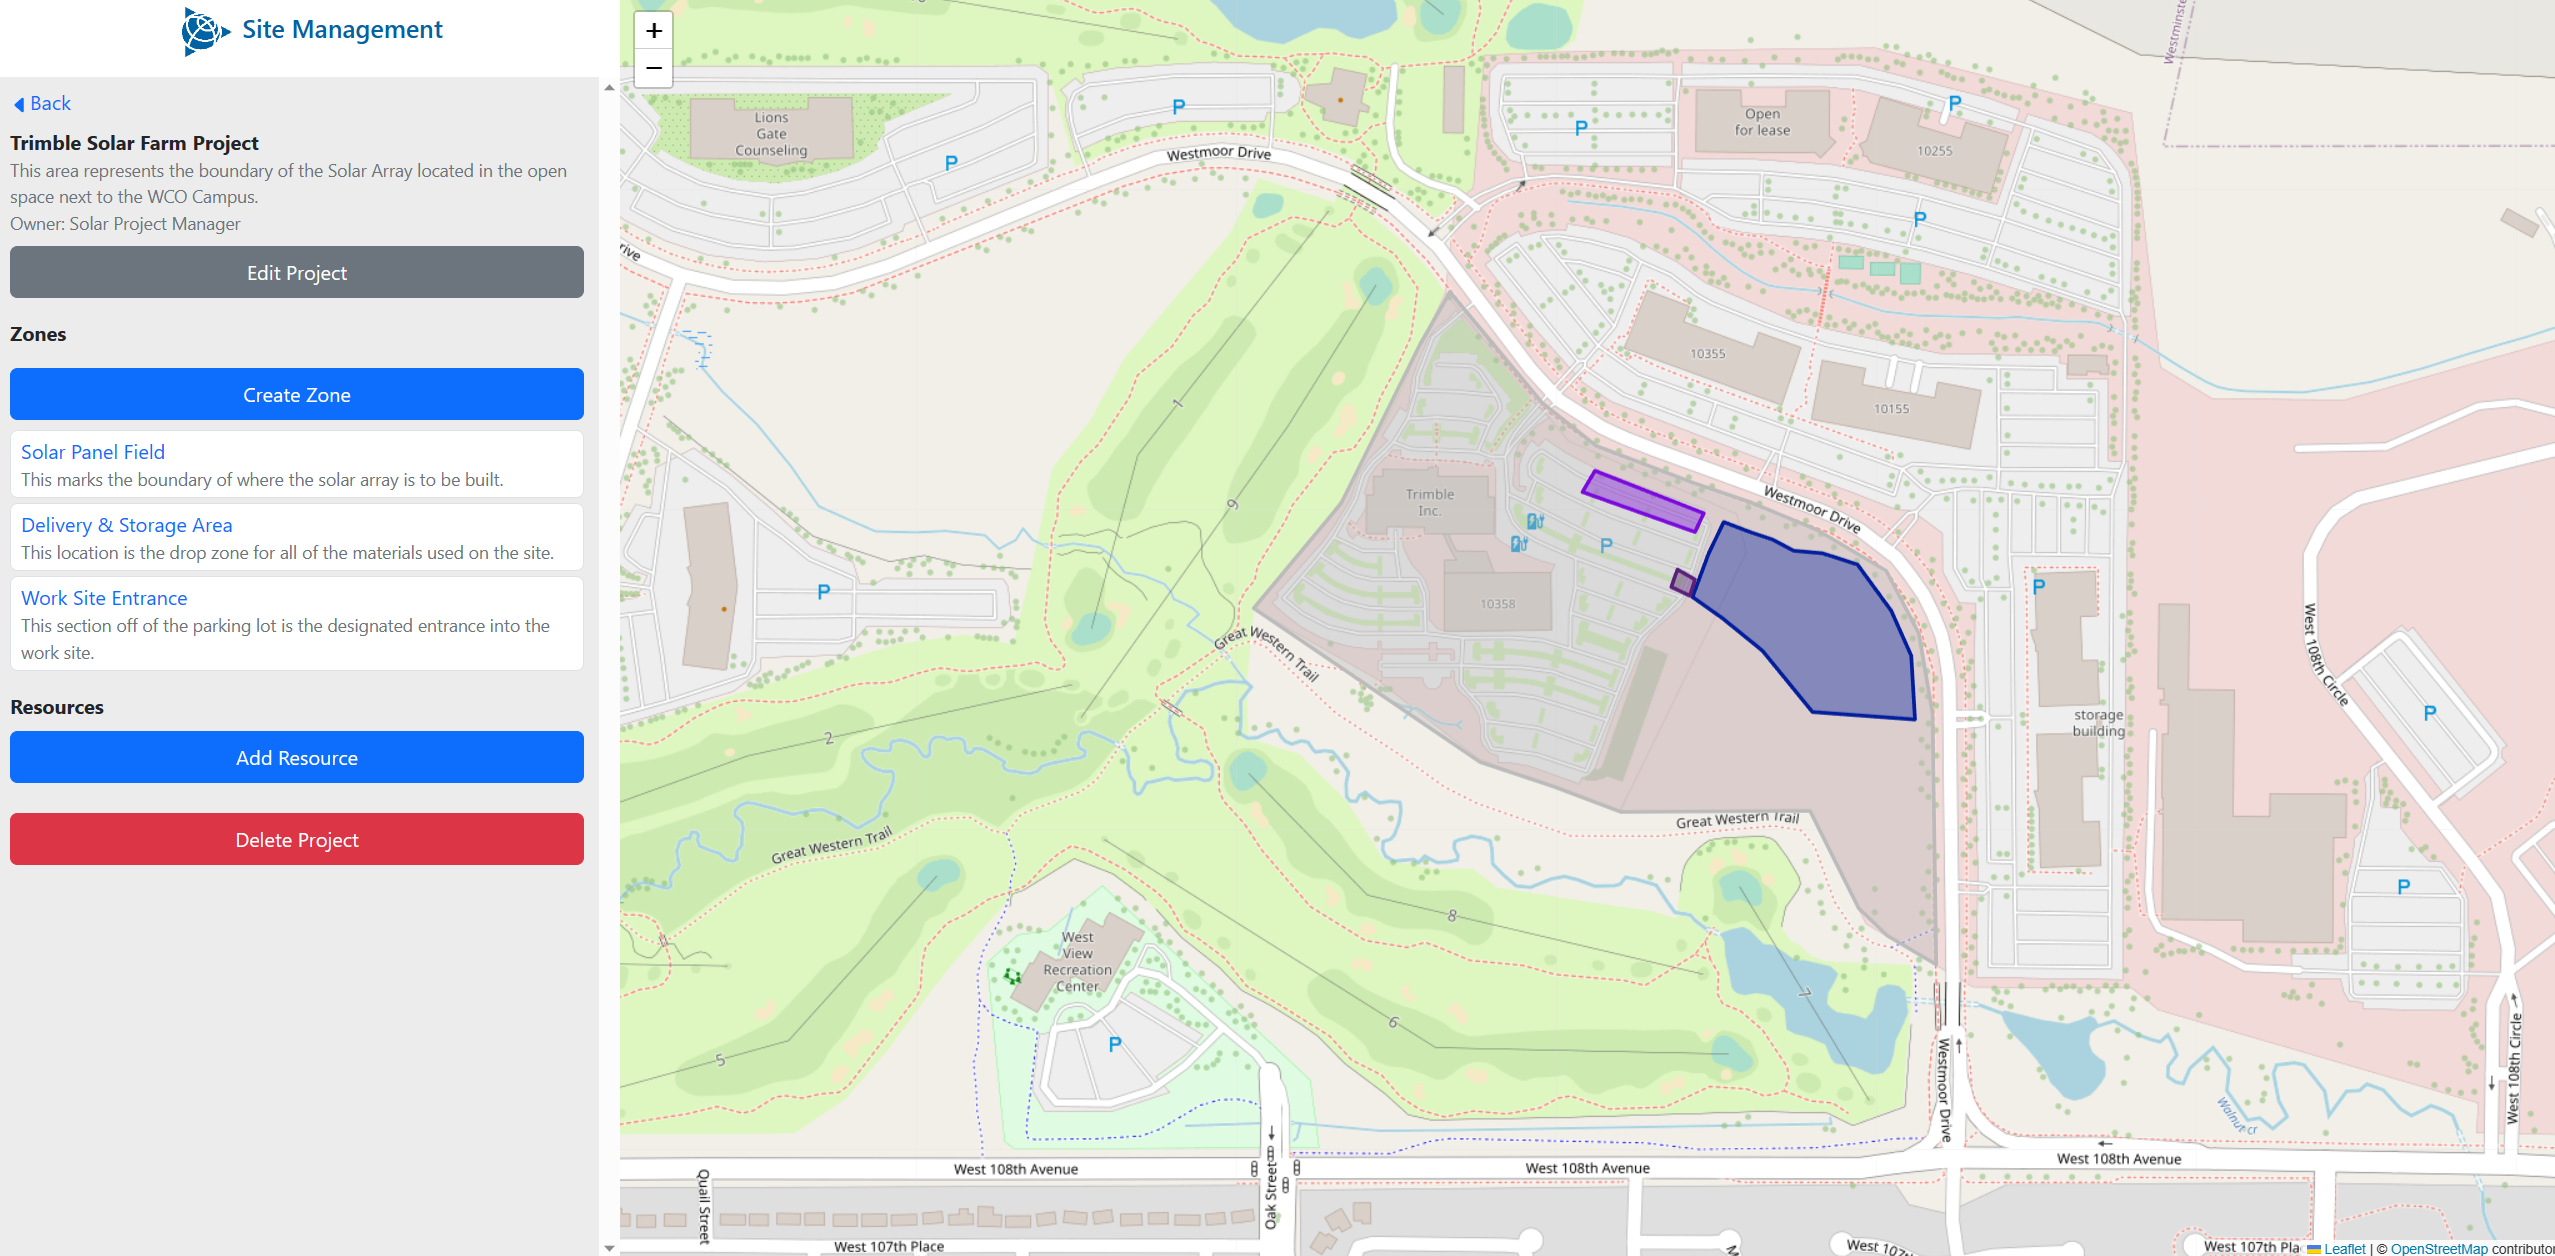 Site Management
Back
Trimble Solar Farm Project
This area represents the boundary of the Solar Array located in the open
space next to the WCO Campus.
Owner: Solar Project Manager
Edit Project
Zones
Create Zone
Solar Panel Field
This marks the boundary of where the solar array is to be built.
Delivery & Storage Area
This location is the drop zone for all of the materials used on the site.
Work Site Entrance
This section off of the parking lot is the designated entrance into the
work site.
Resources
Add Resource
Delete Project
+
−
Westminste
Lions
Gate
Counseling
P
P
Westmoor Drive
P
Open
for lease
P
10255
P
rive
10355
10155
1
9
Trimble
Inc.
P
10358
Westmoor Drive
P
P
Great Western Trail
West 108th Circle
storage
building
P
2
Great Western Trail
Great Western Trail
8
P
West
View
Recreation
Center
P
7
6
5
Westmoor Drive
West 108th Circle
Walnut cr
West 108th Avenue
West 108th Avenue
West 108th Avenue
Quail Street
Oak Street
West 107th Place
M
West 107t
West 107th Pla
Leaflet | © OpenStreetMap contributo